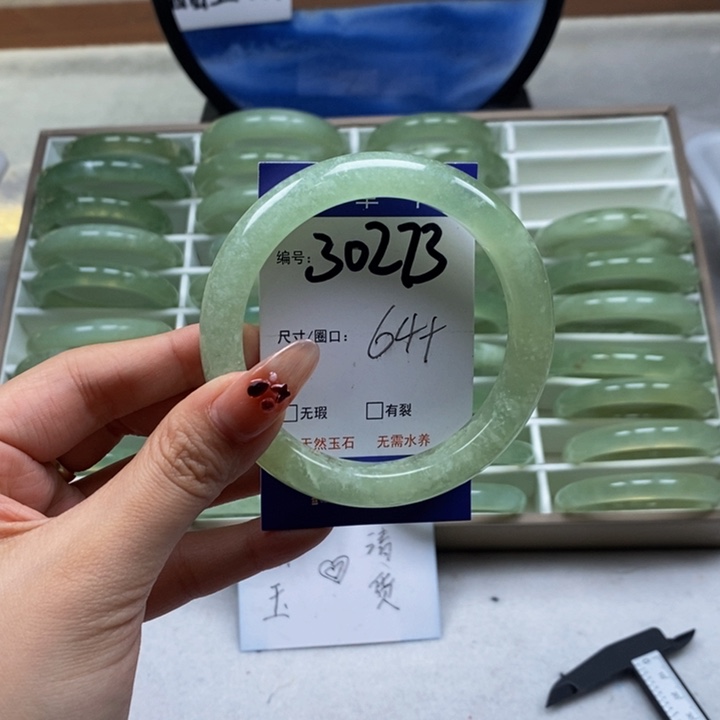 编号: 302B
尺寸/圈口: 64+
□无瑕 □有裂
天然玉石 无需水养
清
玉 ♡ 货